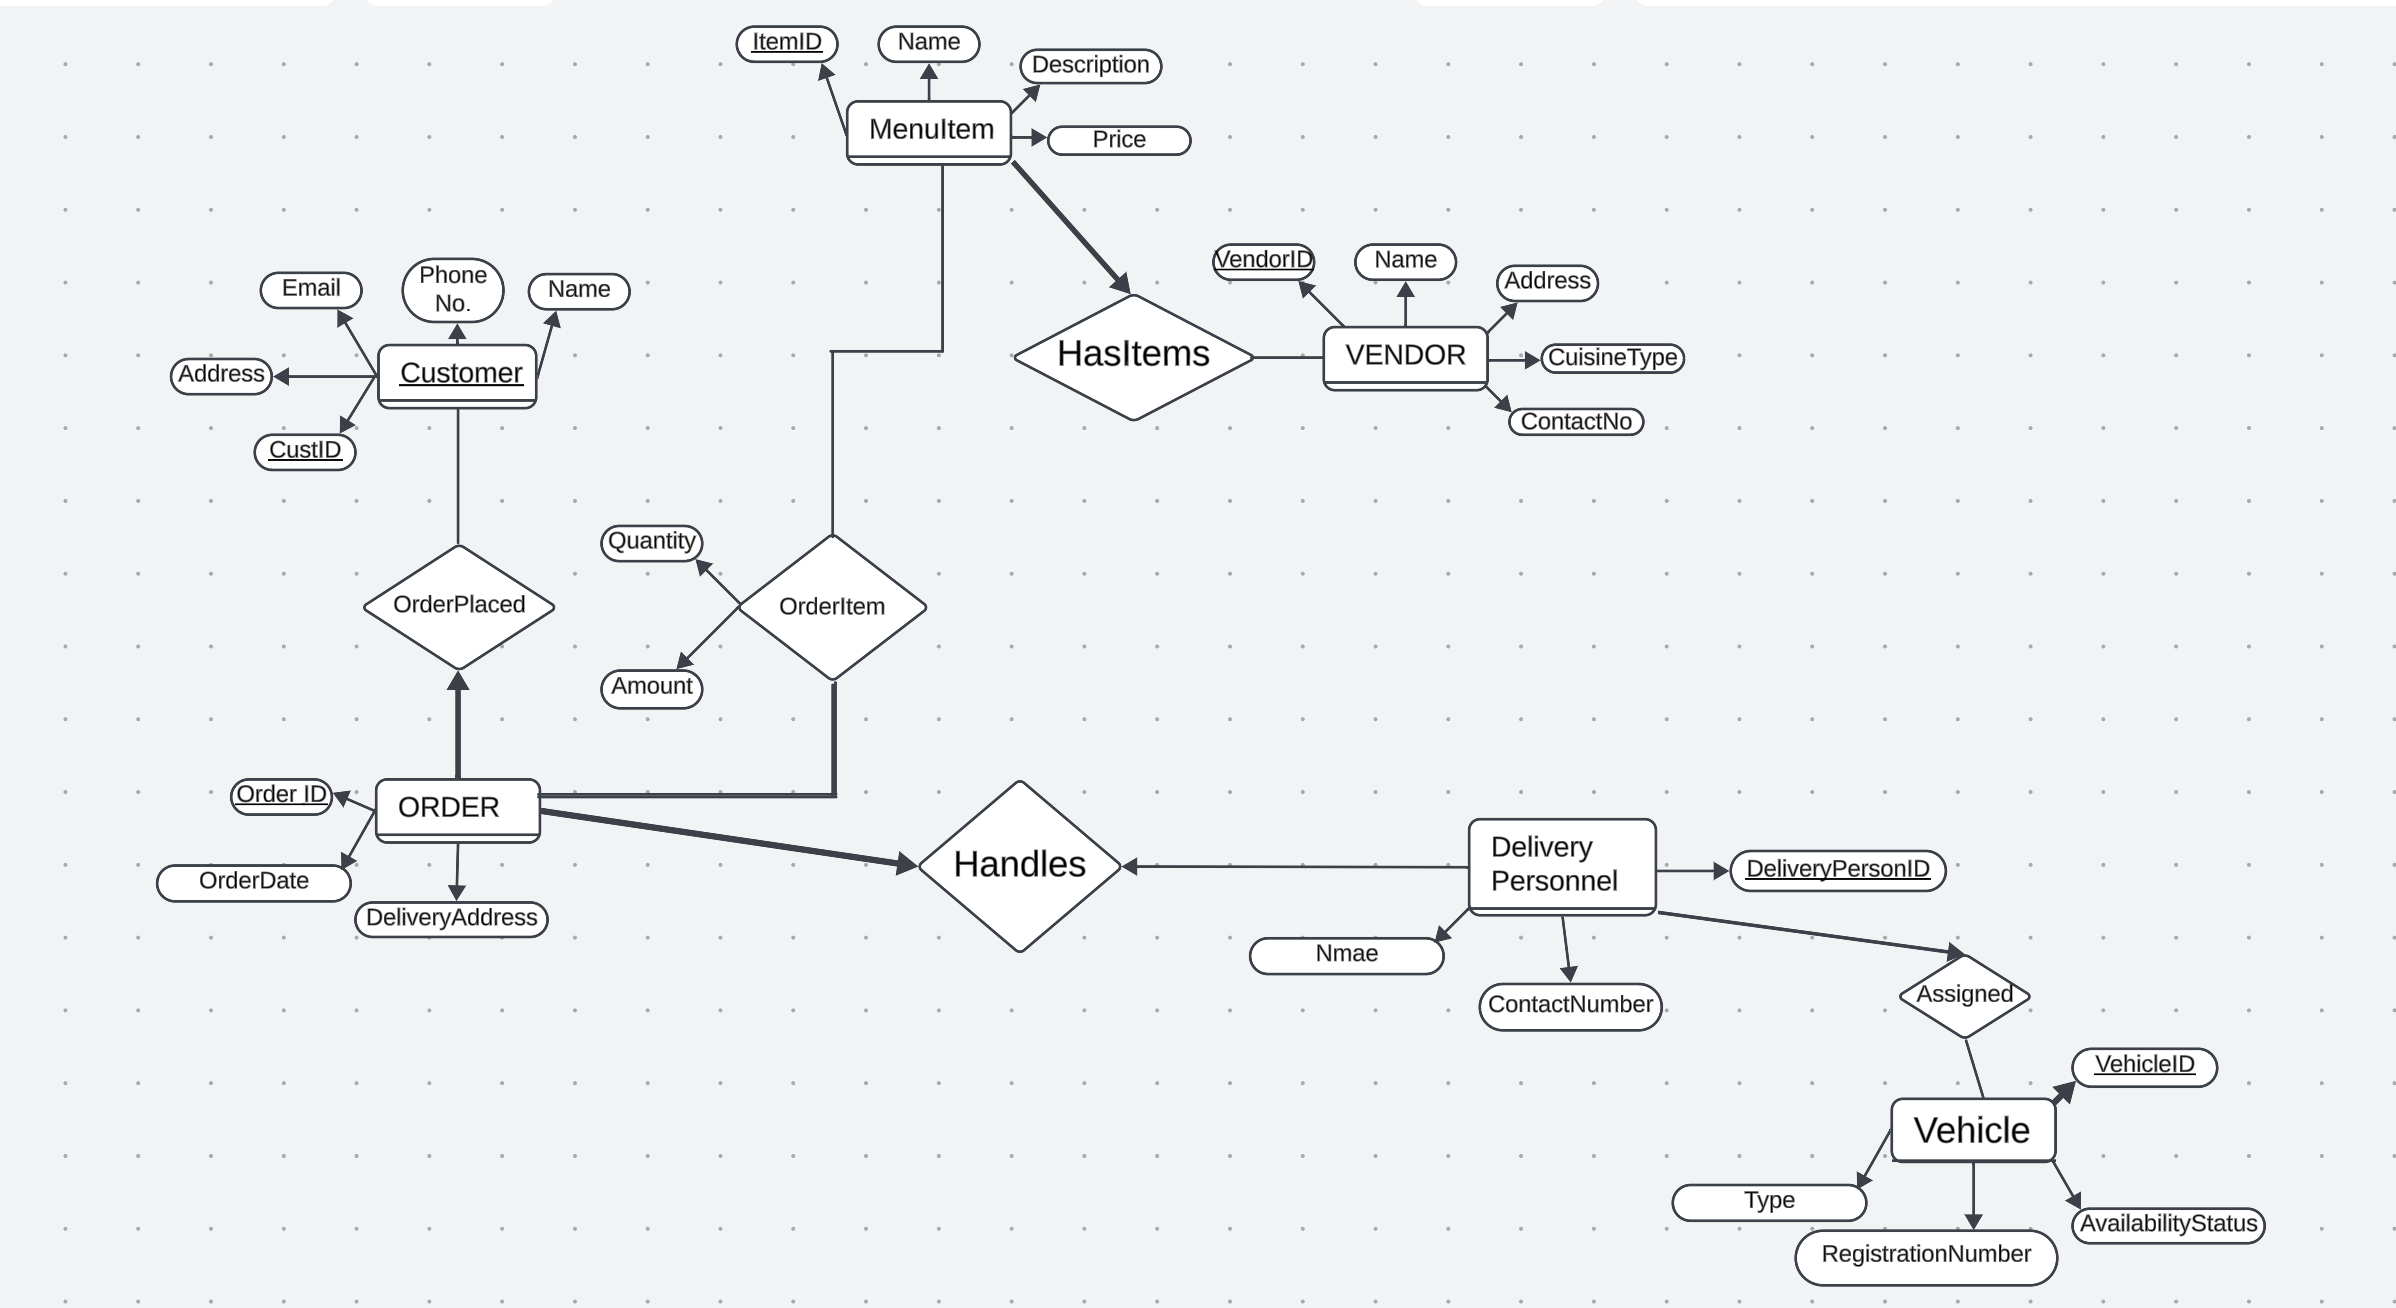 ItemID
Name
Description
MenuItem
Price
Email
Phone
No.
Name
VendorID
Name
Address
Address
Customer
HasItems
VENDOR
CuisineType
CustID
ContactNo
Quantity
OrderPlaced
OrderItem
Amount
Order ID
ORDER
OrderDate
DeliveryAddress
Handles
Delivery
Personnel
DeliveryPersonID
Nmae
ContactNumber
Assigned
VehicleID
Vehicle
Type
AvailabilityStatus
RegistrationNumber